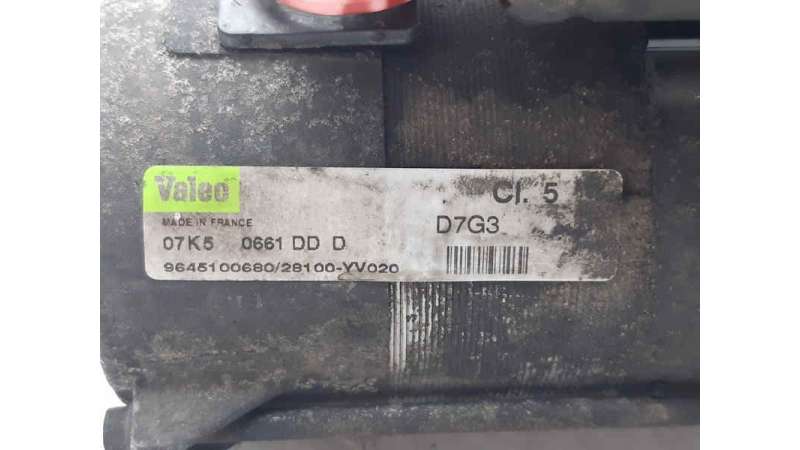 Valeo
Cl. 5
MADE IN FRANCE
D7G3
07K5 0661 DD D
9645100680/28100-YV020